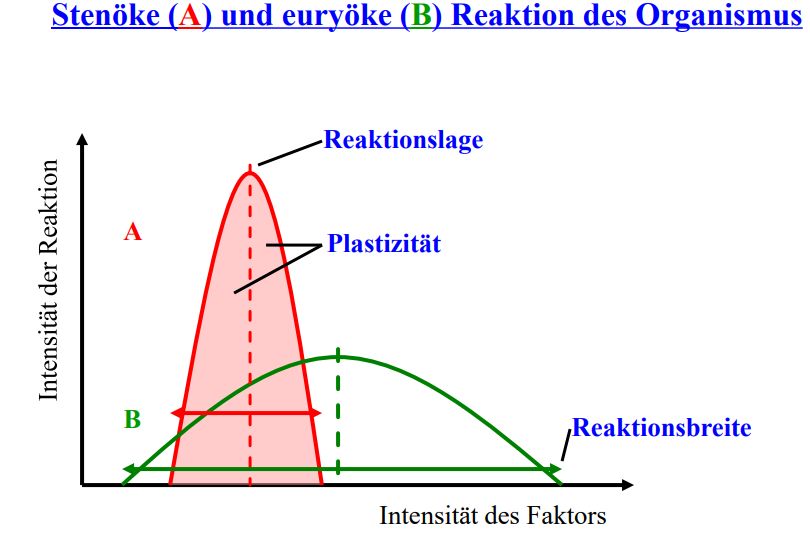 Stenöke (A) und euryöke (B) Reaktion des Organismus
Reaktionslage
Intensität der Reaktion
A
Plastizität
B
Reaktionsbreite
Intensität des Faktors